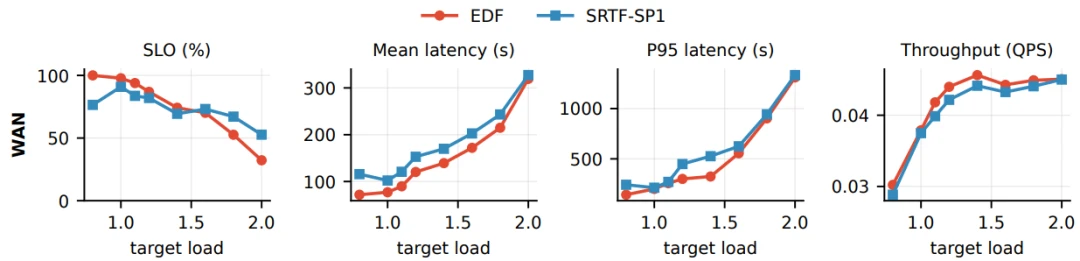 EDF SRTF-SP1
SLO (%) Mean latency (s) P95 latency (s) Throughput (QPS)
WAN
100
50
0
1.0 1.5 2.0
target load
300
200
100
1.0 1.5 2.0
target load
1000
500
1.0 1.5 2.0
target load
0.04
0.03
1.0 1.5 2.0
target load